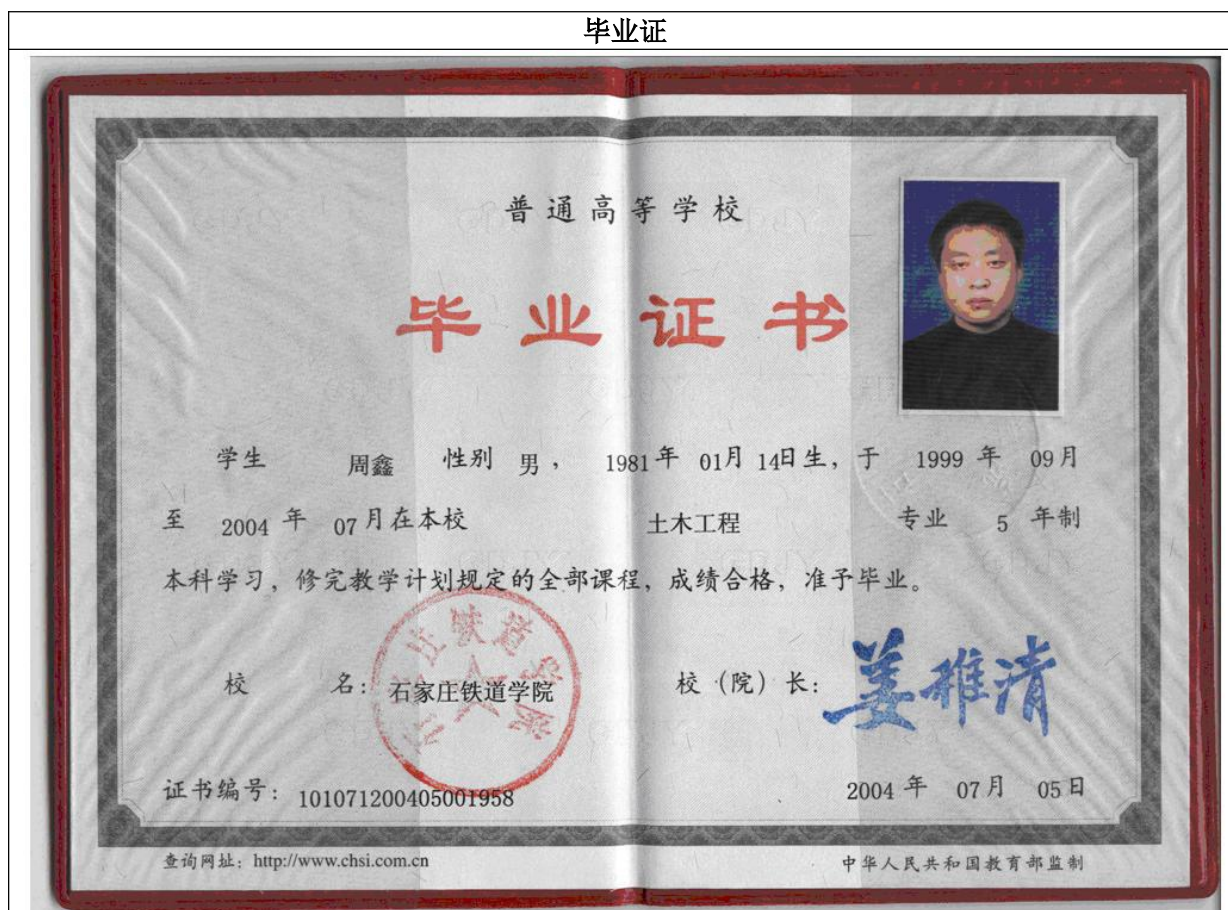 毕业证
普通高等学校
毕业证书
学生 周鑫 性别 男， 1981年 01月 14日生，于 1999 年 09月
至 2004 年 07月在本校 土木工程 专业 5 年制
本科学习，修完教学计划规定的全部课程，成绩合格，准予毕业。
校 名：石家庄铁道学院 校（院）长：姜雅清
证书编号：101071200405001958 2004 年 07月 05日
查询网址：http://www.chsi.com.cn 中华人民共和国教育部监制